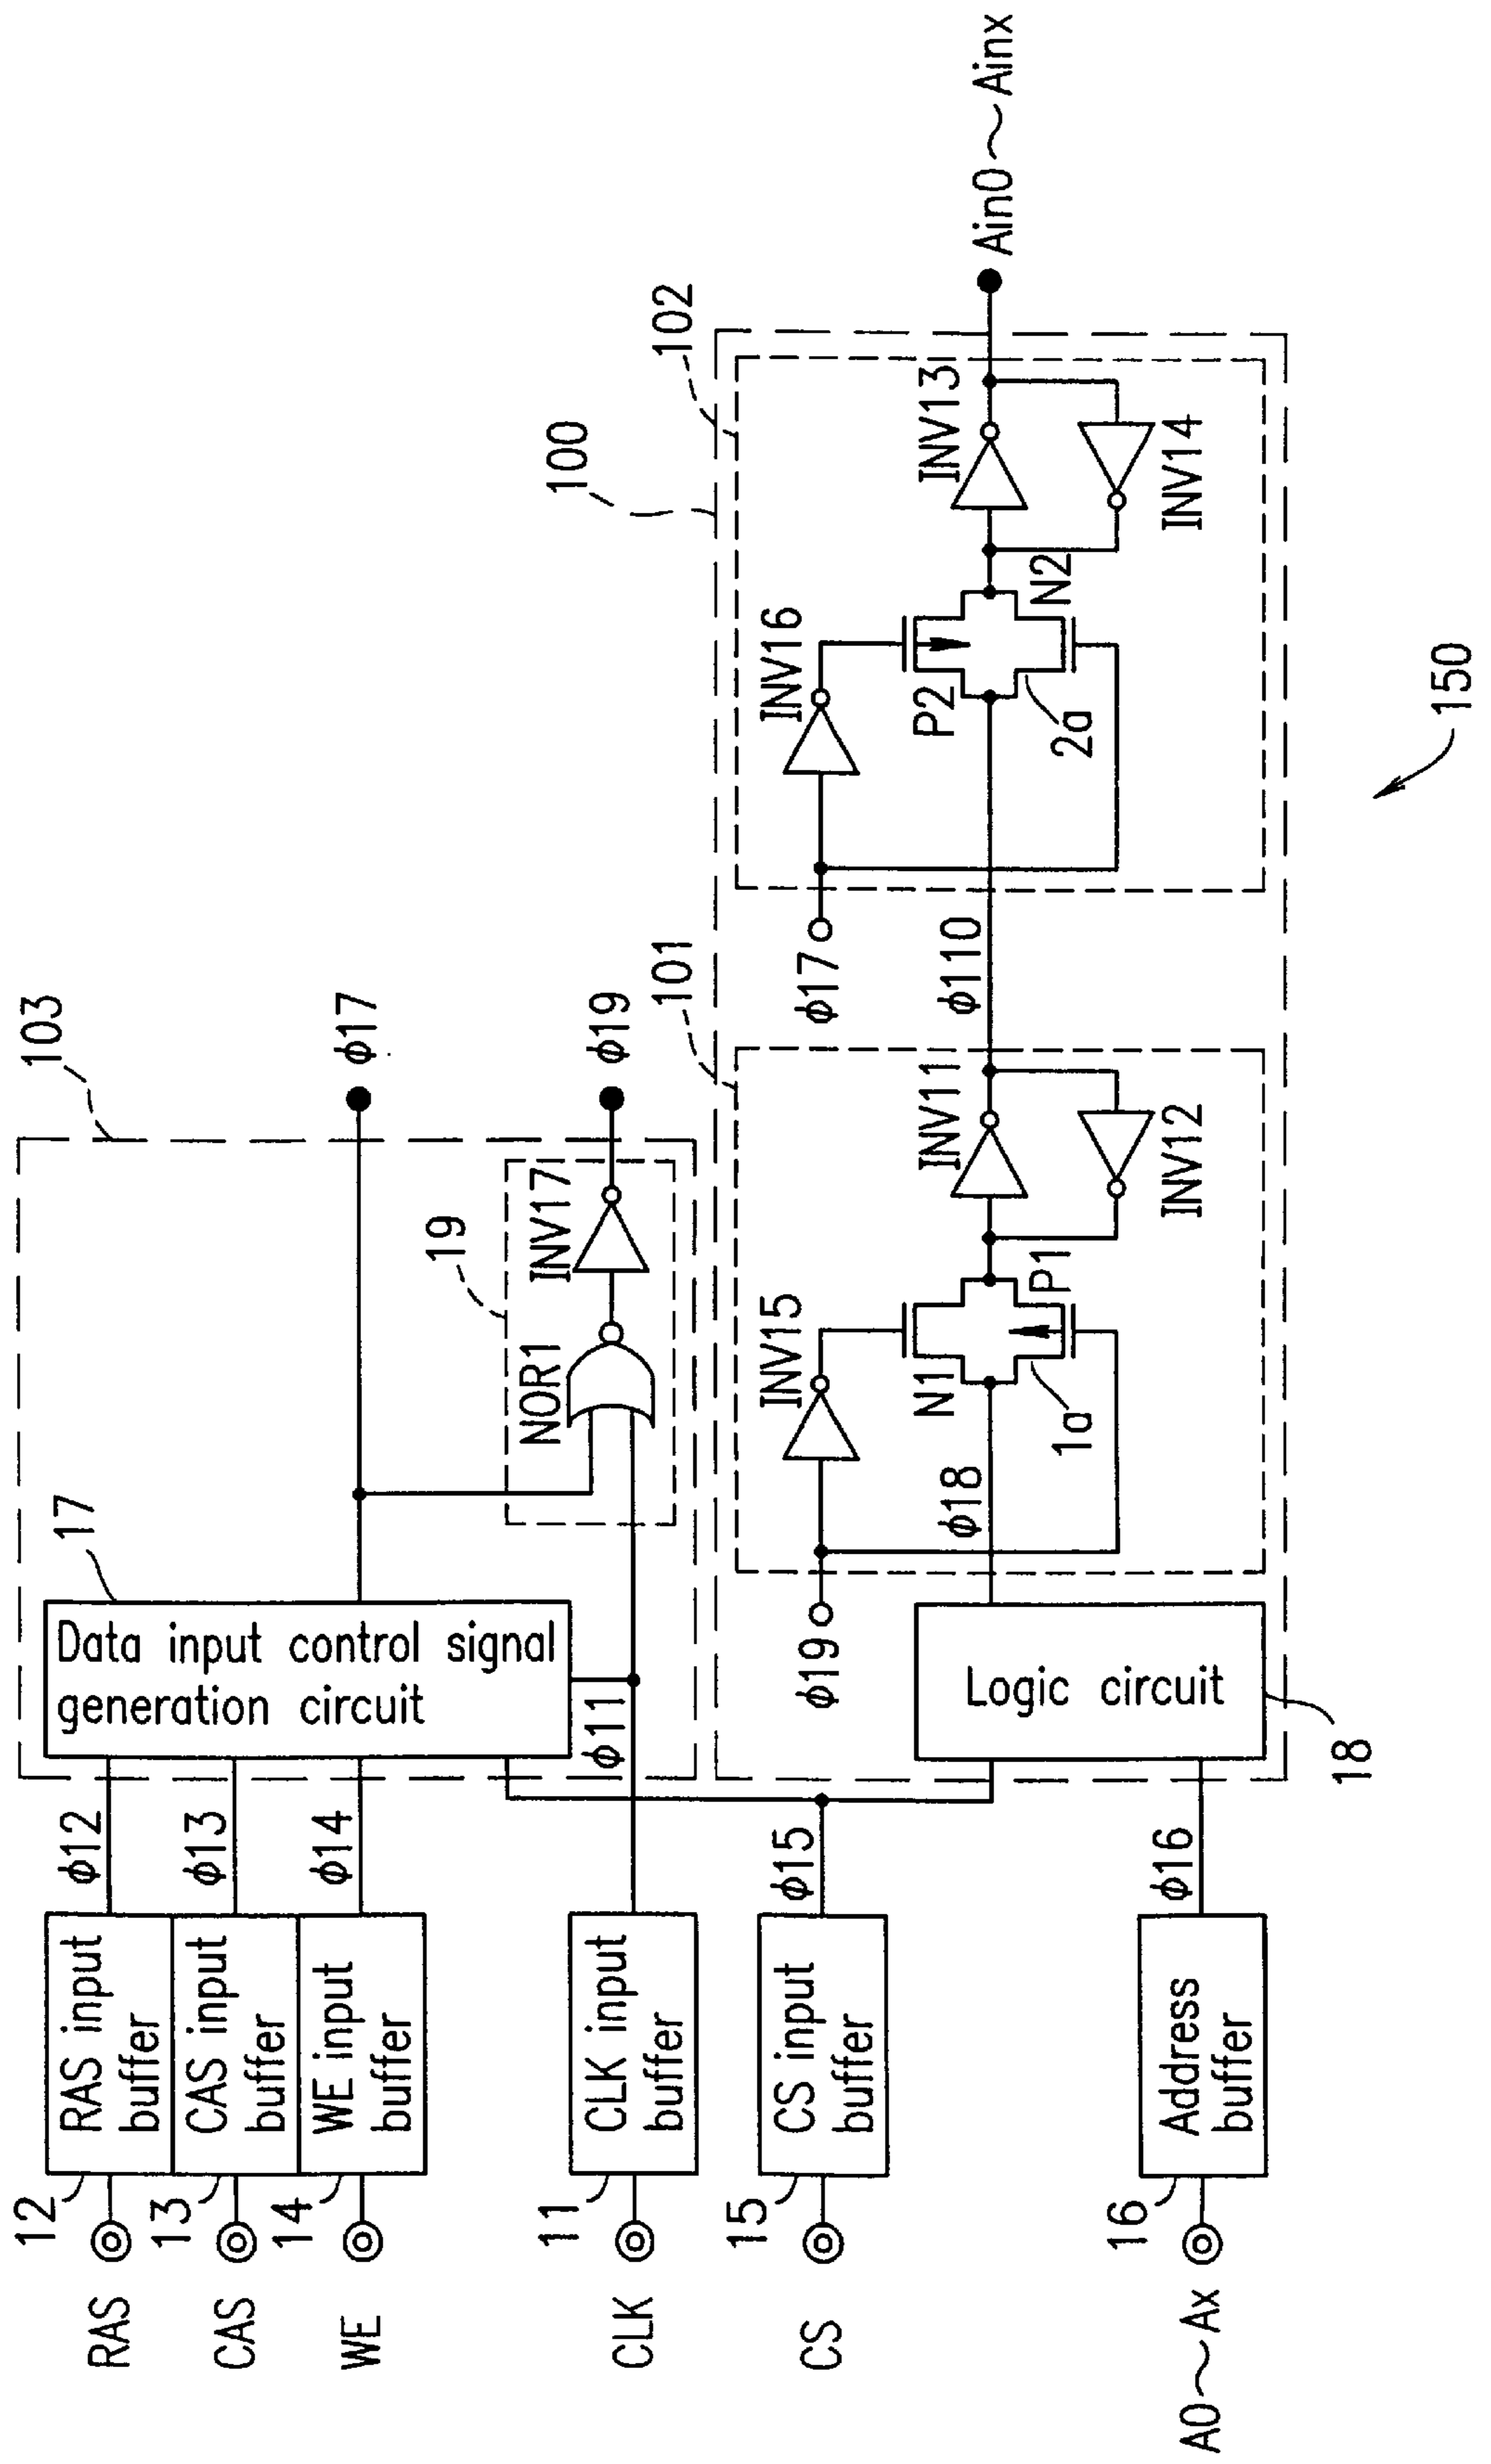 103
17
Data input control signal
generation circuit
ϕ17
19
NOR1
INV17
ϕ19
12
RAS
RAS input
buffer
ϕ12
13
CAS
CAS input
buffer
ϕ13
14
WE
WE input
buffer
ϕ14
11
CLK
CLK input
buffer
ϕ11
15
CS
CS input
buffer
ϕ15
16
A0～Ax
Address
buffer
ϕ16
100
101
102
Logic circuit
18
ϕ19
INV15
ϕ18
N1
P1
1a
INV11
INV12
ϕ110
ϕ17
INV16
P2
N2
2a
INV13
INV14
Ain0～Ainx
150